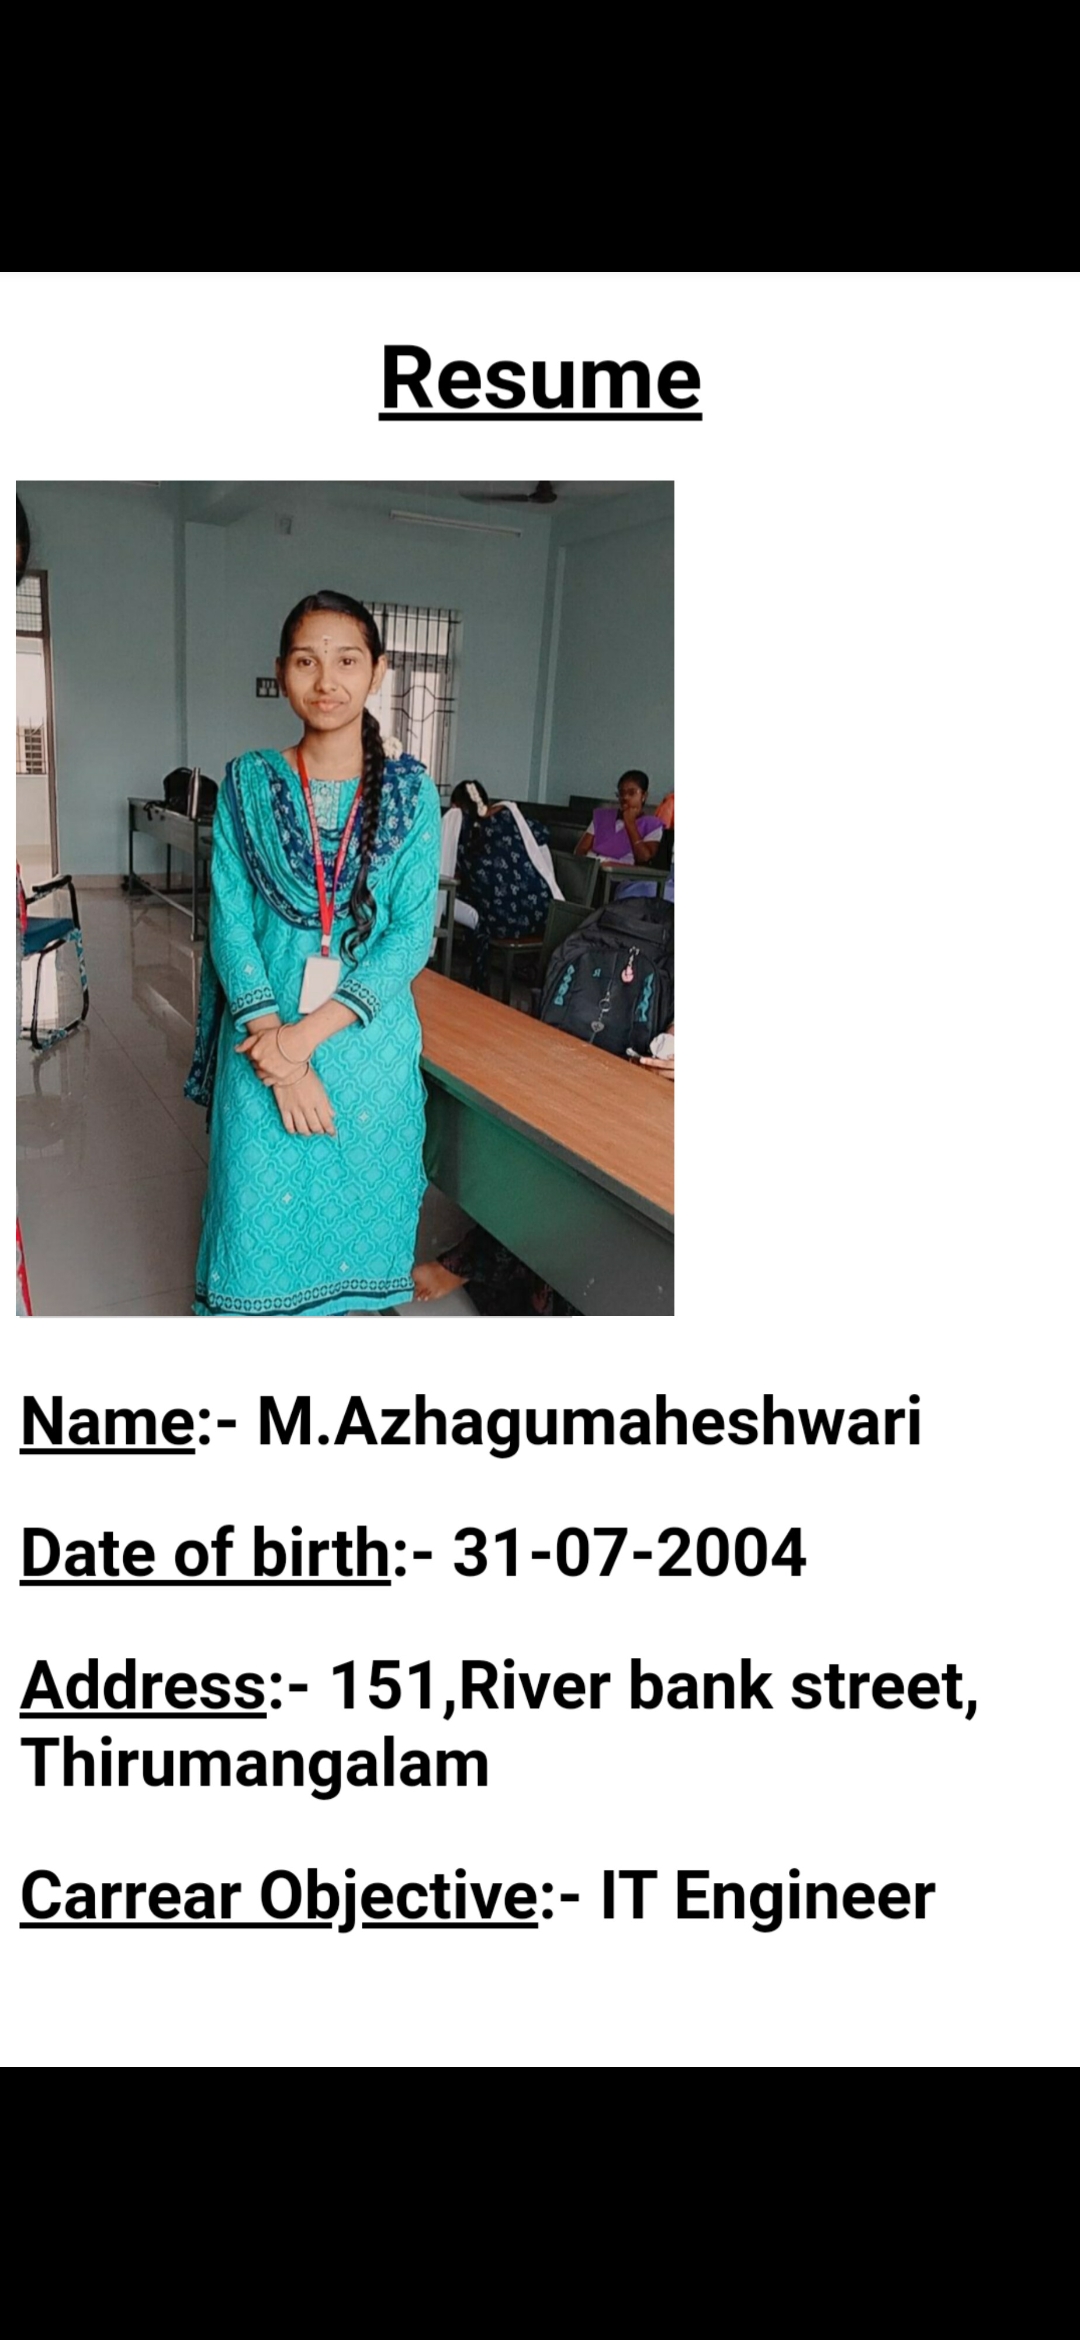 Resume
Name:- M.Azhagumaheshwari
Date of birth:- 31-07-2004
Address:- 151,River bank street,
Thirumangalam
Carrear Objective:- IT Engineer